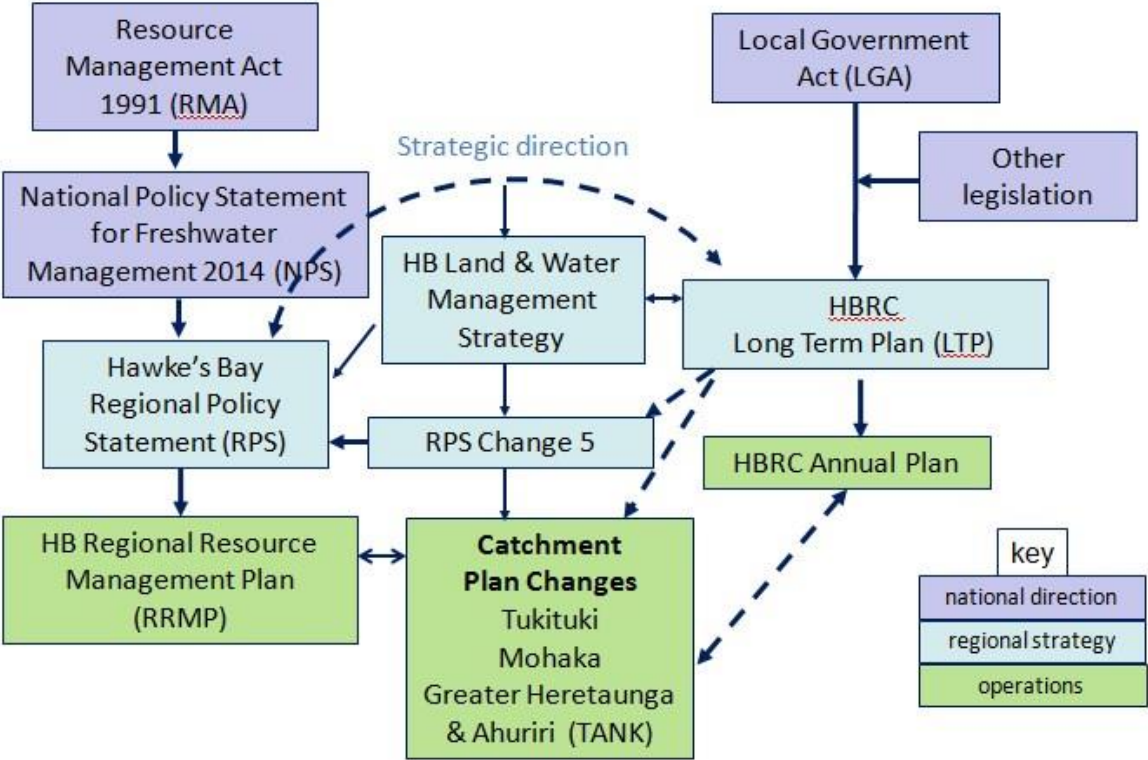 Resource
Management Act
1991 (RMA)
Local Government
Act (LGA)
Strategic direction
Other
legislation
National Policy Statement
for Freshwater
Management 2014 (NPS)
HB Land & Water
Management
Strategy
HBRC
Long Term Plan (LTP)
Hawke's Bay
Regional Policy
Statement (RPS)
RPS Change 5
HBRC Annual Plan
HB Regional Resource
Management Plan
(RRMP)
Catchment
Plan Changes
Tukituki
Mohaka
Greater Heretaunga
& Ahuriri (TANK)
key
national direction
regional strategy
operations